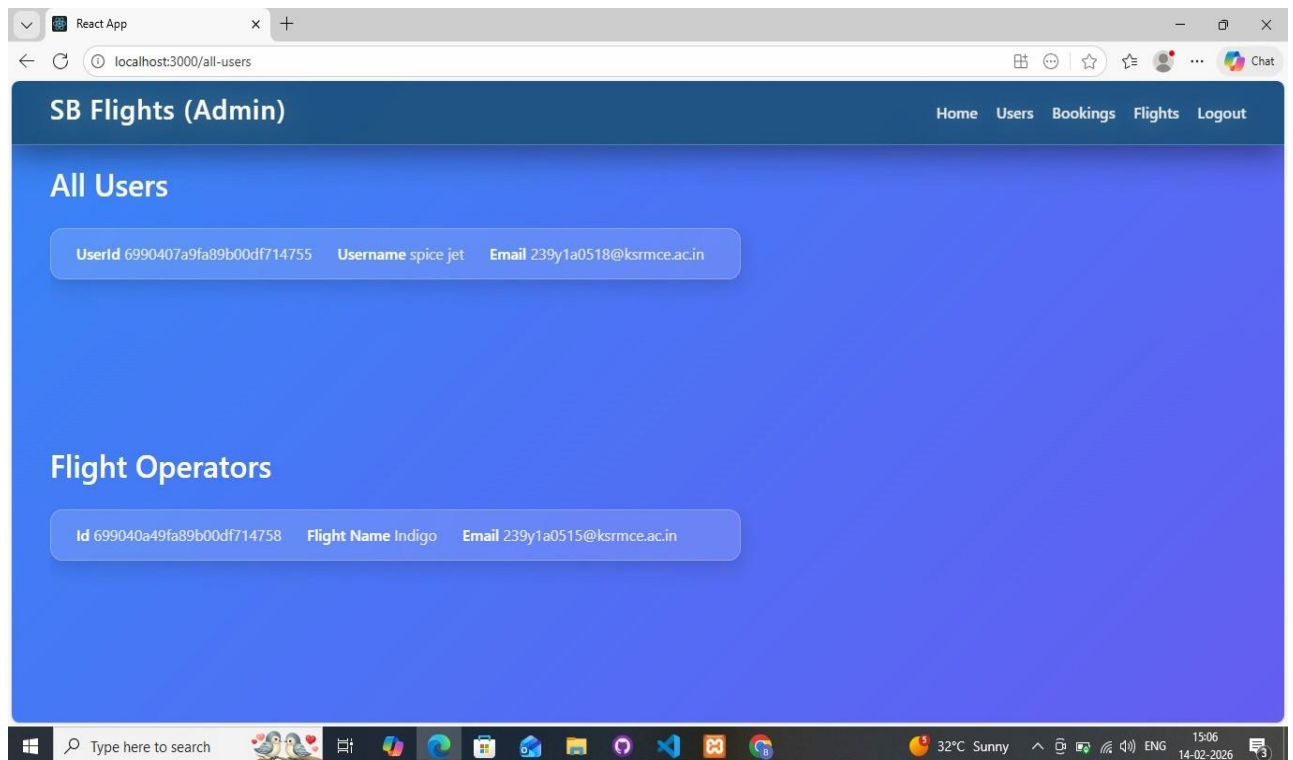 React App
localhost:3000/all-users
Chat
SB Flights (Admin)
Home Users Bookings Flights Logout
All Users
UserId 6990407a9fa89b00df714755 Username spice jet Email 239y1a0518@ksrmce.ac.in
Flight Operators
Id 699040a49fa89b00df714758 Flight Name Indigo Email 239y1a0515@ksrmce.ac.in
Type here to search
32°C Sunny
ENG
15:06
14-02-2026
3